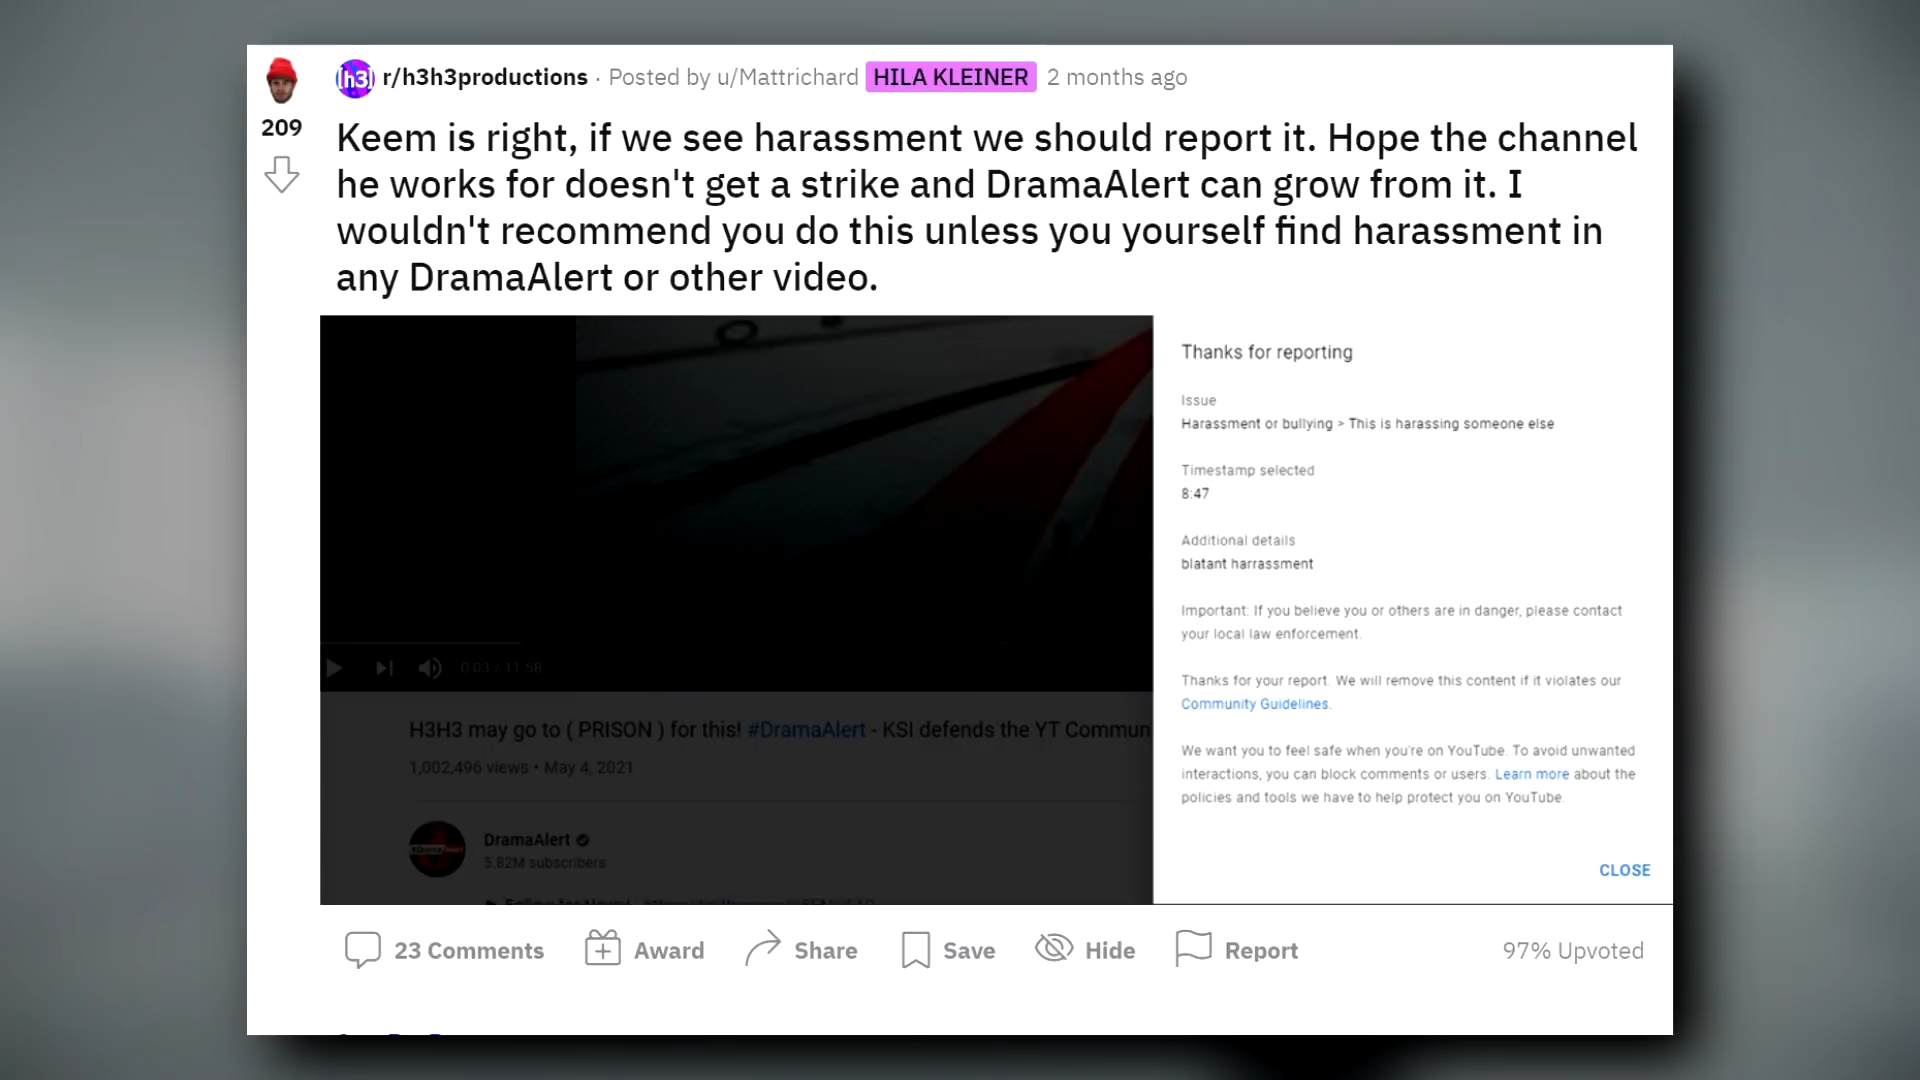 h3 r/h3h3productions · Posted by u/Mattrichard HILA KLEINER 2 months ago
209
Keem is right, if we see harassment we should report it. Hope the channel
he works for doesn't get a strike and DramaAlert can grow from it. I
wouldn't recommend you do this unless you yourself find harassment in
any DramaAlert or other video.
0:03 / 11:58
H3H3 may go to ( PRISON ) for this! #DramaAlert - KSI defends the YT Commun
1,002,496 views • May 4, 2021
DramaAlert
5.82M subscribers
Thanks for reporting
Issue
Harassment or bullying > This is harassing someone else
Timestamp selected
8:47
Additional details
blatant harrassment
Important: If you believe you or others are in danger, please contact
your local law enforcement.
Thanks for your report. We will remove this content if it violates our
Community Guidelines.
We want you to feel safe when you're on YouTube. To avoid unwanted
interactions, you can block comments or users. Learn more about the
policies and tools we have to help protect you on YouTube.
CLOSE
23 Comments Award Share Save Hide Report 97% Upvoted